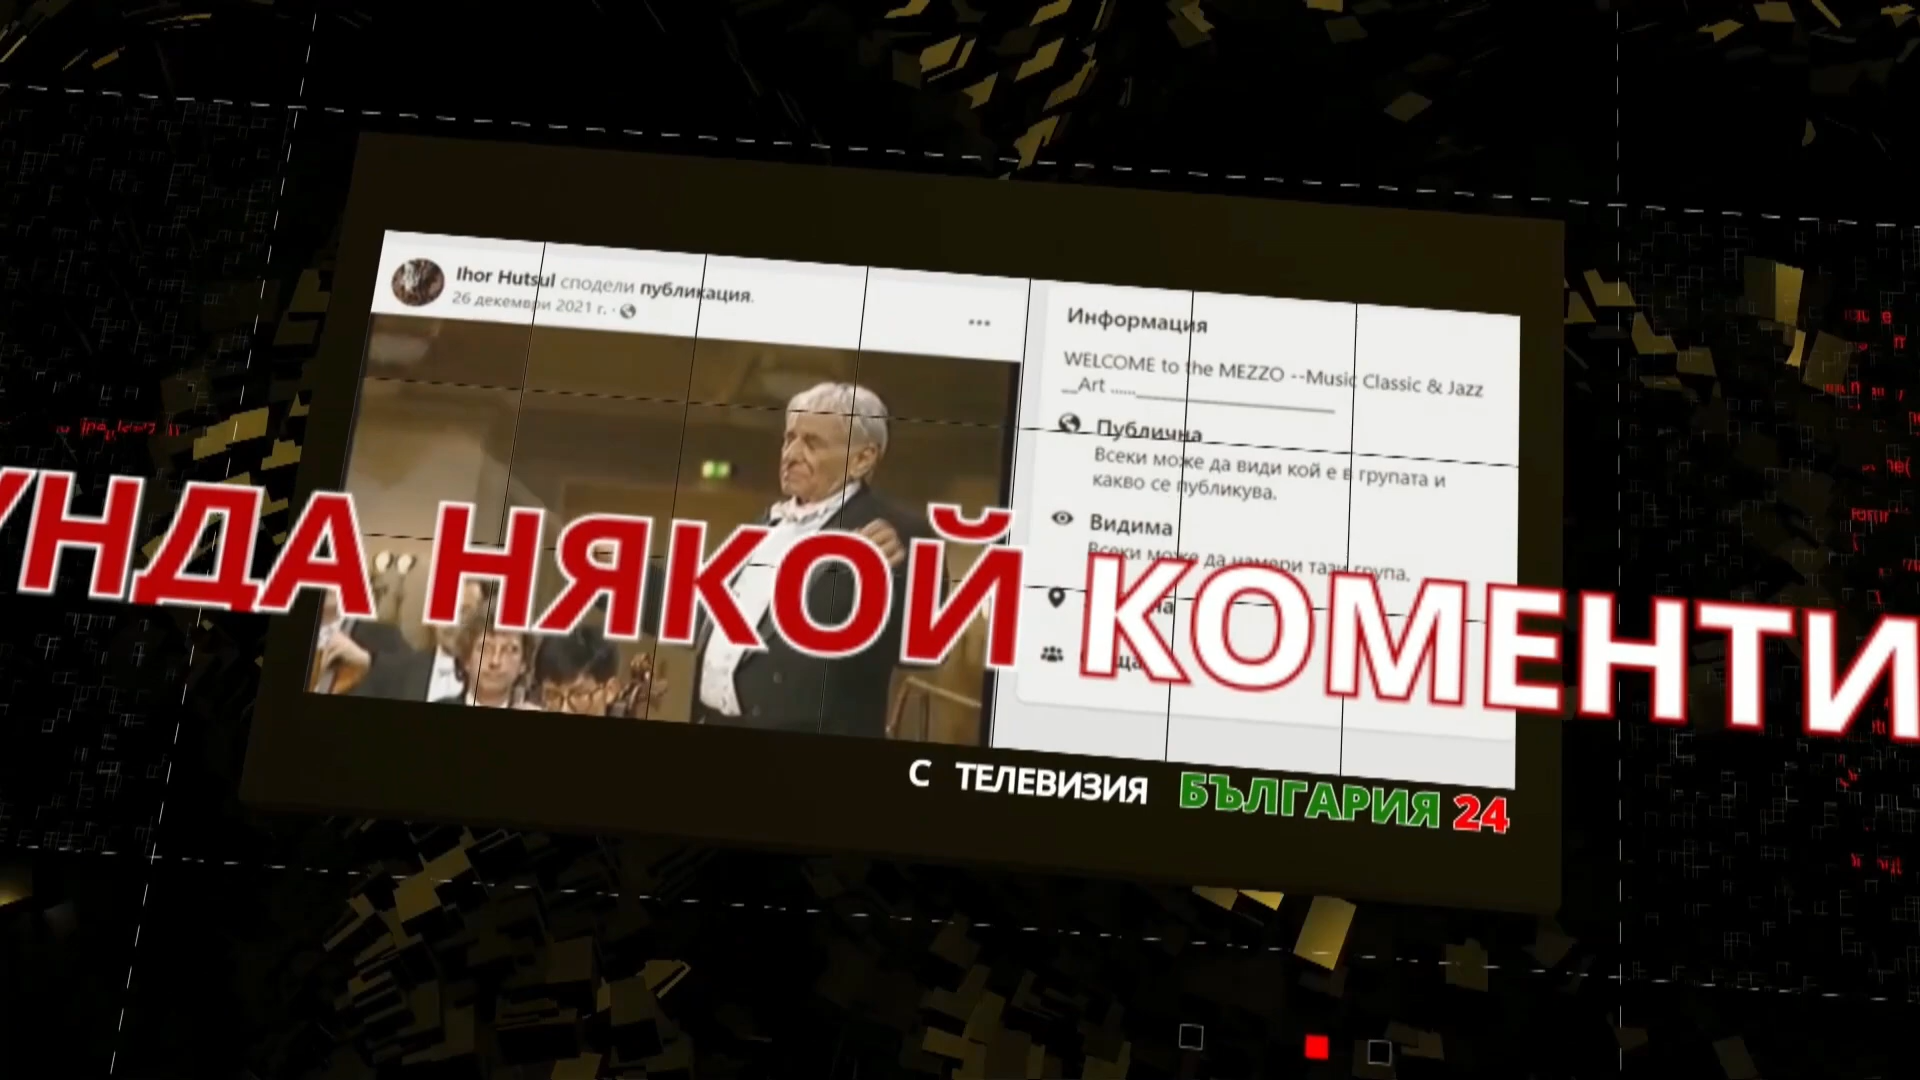 Ihor Hutsul сподели публикация.
26 декември 2021 г. ·
Информация
WELCOME to the MEZZO --Music Classic & Jazz
__Art ......____________________
Публична
Всеки може да види кой е в групата и
какво се публикува.
Видима
Всеки може да намери тази група.
УНДА НЯКОЙ КОМЕНТИ
С ТЕЛЕВИЗИЯ БЪЛГАРИЯ 24